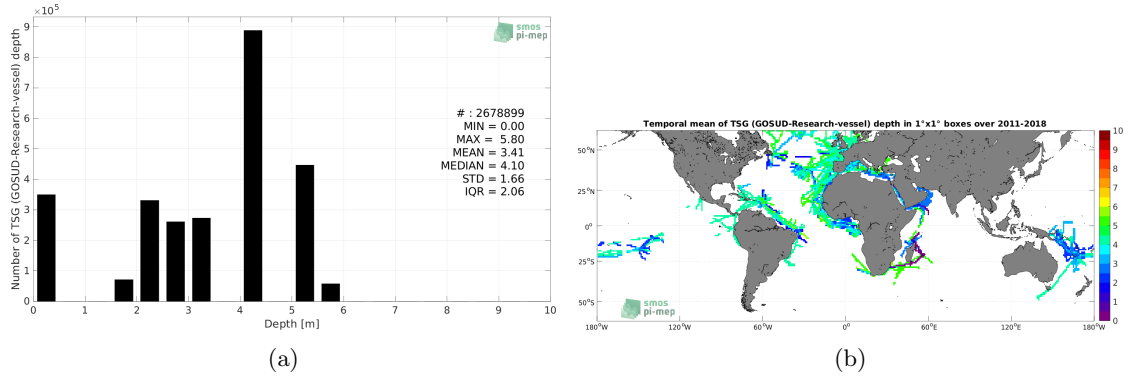 ×10⁵
9
8
7
6
5
4
3
2
1
0
Number of TSG (GOSUD-Research-vessel) depth
0 1 2 3 4 5 6 7 8 9 10
Depth [m]
smos
pi-mep
# : 2678899
MIN = 0.00
MAX = 5.80
MEAN = 3.41
MEDIAN = 4.10
STD = 1.66
IQR = 2.06
(a)
Temporal mean of TSG (GOSUD-Research-vessel) depth in 1°x1° boxes over 2011-2018
50°N
25°N
0°
25°S
50°S
180°W 120°W 60°W 0° 60°E 120°E 180°E
smos
pi-mep
10
9
8
7
6
5
4
3
2
1
0
(b)